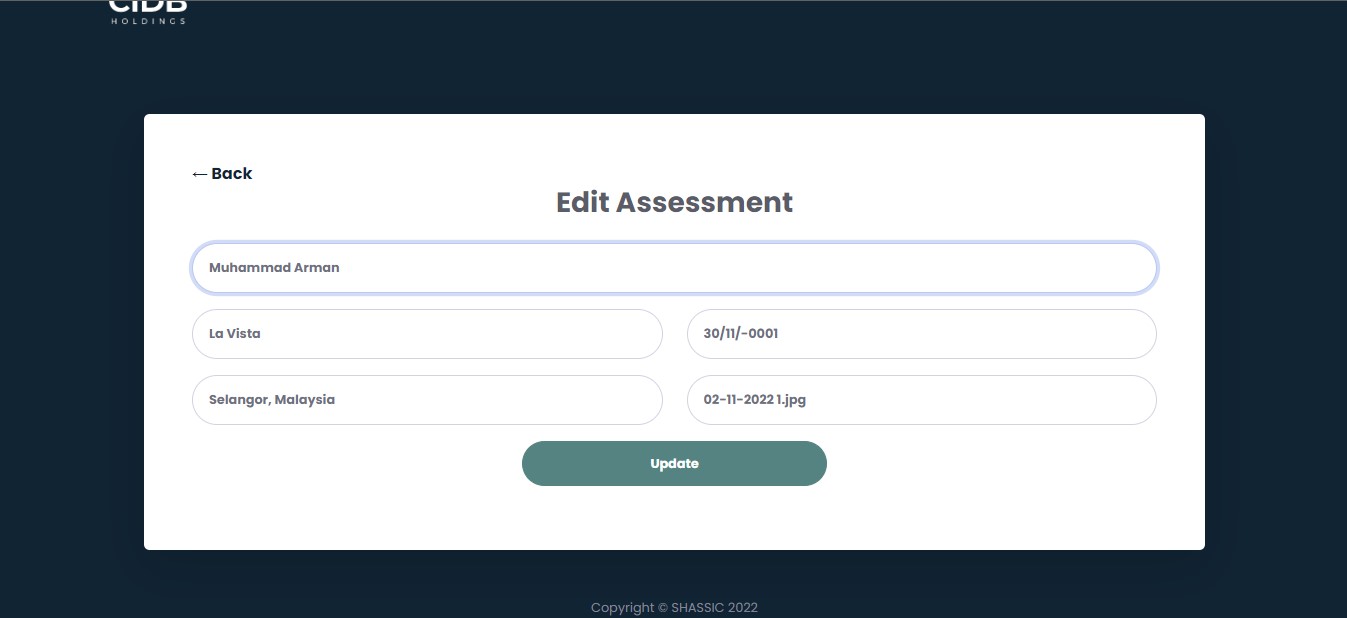 CIDB
HOLDINGS
← Back
Edit Assessment
Muhammad Arman
La Vista
30/11/-0001
Selangor, Malaysia
02-11-2022 1.jpg
Update
Copyright © SHASSIC 2022